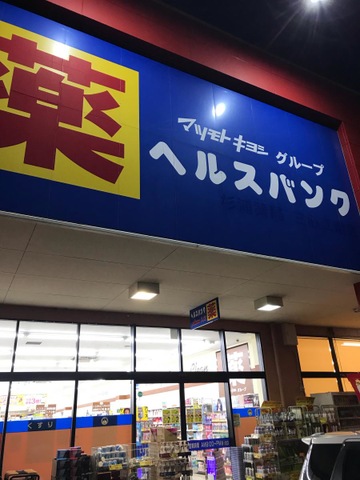 薬
マツモトキヨシ グループ
ヘルスバンク
薬
くすり